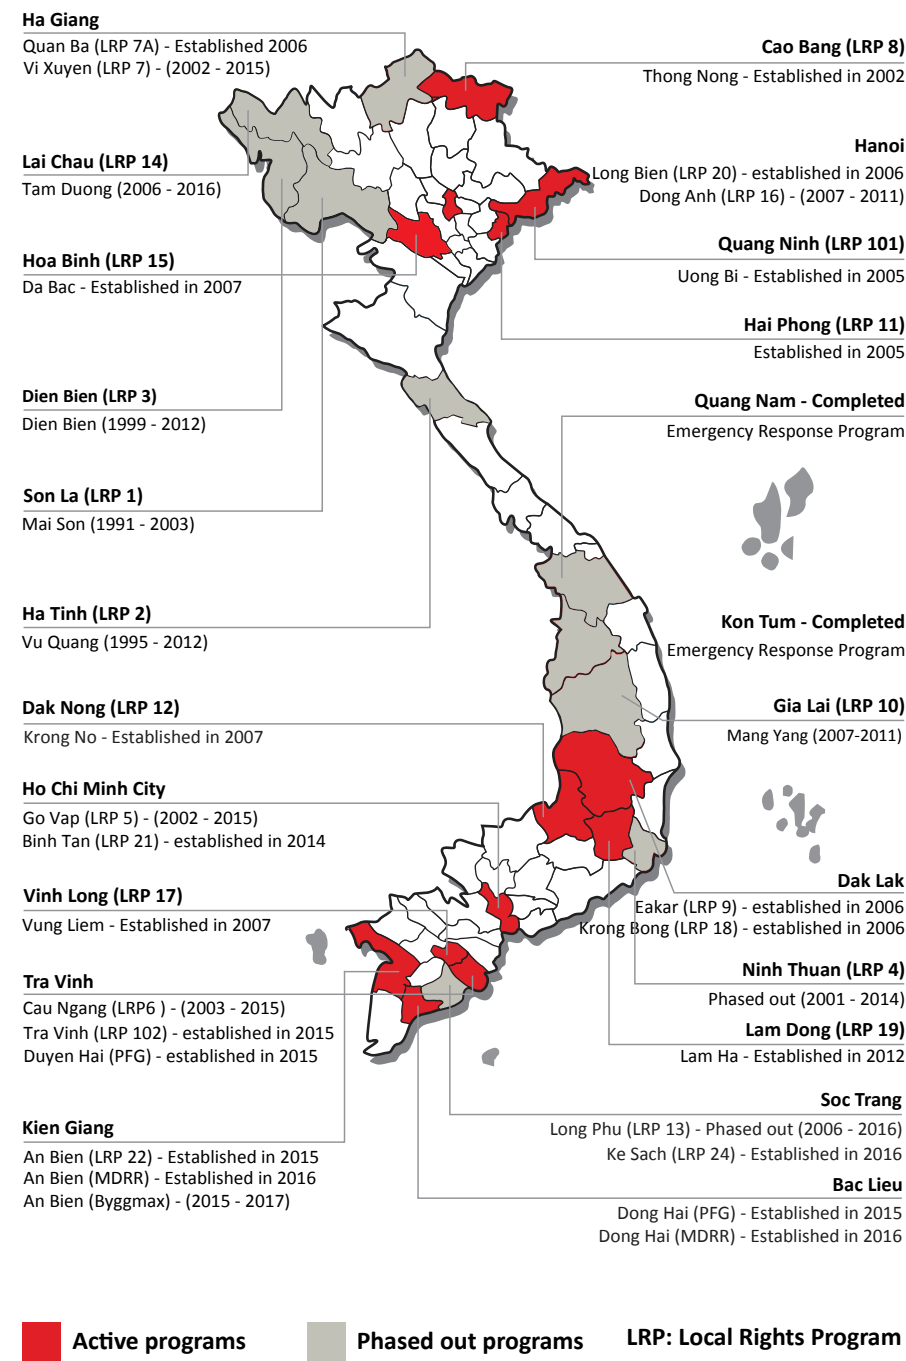 Ha Giang
Quan Ba (LRP 7A) - Established 2006
Vi Xuyen (LRP 7) - (2002 - 2015)
Cao Bang (LRP 8)
Thong Nong - Established in 2002
Hanoi
Long Bien (LRP 20) - established in 2006
Dong Anh (LRP 16) - (2007 - 2011)
Lai Chau (LRP 14)
Tam Duong (2006 - 2016)
Quang Ninh (LRP 101)
Uong Bi - Established in 2005
Hoa Binh (LRP 15)
Da Bac - Established in 2007
Hai Phong (LRP 11)
Established in 2005
Dien Bien (LRP 3)
Dien Bien (1999 - 2012)
Quang Nam - Completed
Emergency Response Program
Son La (LRP 1)
Mai Son (1991 - 2003)
Ha Tinh (LRP 2)
Vu Quang (1995 - 2012)
Kon Tum - Completed
Emergency Response Program
Dak Nong (LRP 12)
Krong No - Established in 2007
Gia Lai (LRP 10)
Mang Yang (2007-2011)
Ho Chi Minh City
Go Vap (LRP 5) - (2002 - 2015)
Binh Tan (LRP 21) - established in 2014
Vinh Long (LRP 17)
Vung Liem - Established in 2007
Dak Lak
Eakar (LRP 9) - established in 2006
Krong Bong (LRP 18) - established in 2006
Tra Vinh
Cau Ngang (LRP6 ) - (2003 - 2015)
Tra Vinh (LRP 102) - established in 2015
Duyen Hai (PFG) - established in 2015
Ninh Thuan (LRP 4)
Phased out (2001 - 2014)
Lam Dong (LRP 19)
Lam Ha - Established in 2012
Kien Giang
An Bien (LRP 22) - Established in 2015
An Bien (MDRR) - Established in 2016
An Bien (Byggmax) - (2015 - 2017)
Soc Trang
Long Phu (LRP 13) - Phased out (2006 - 2016)
Ke Sach (LRP 24) - Established in 2016
Bac Lieu
Dong Hai (PFG) - Established in 2015
Dong Hai (MDRR) - Established in 2016
Active programs
Phased out programs
LRP: Local Rights Program